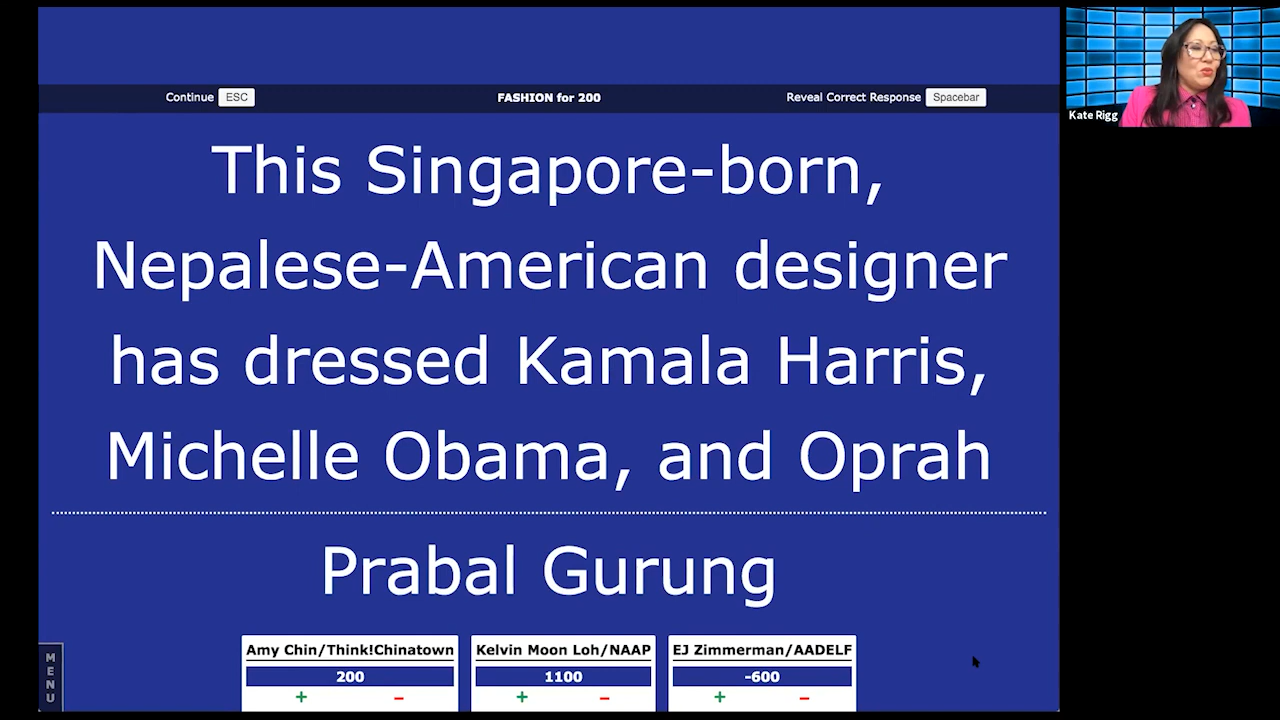 Continue ESC FASHION for 200 Reveal Correct Response Spacebar
Kate Rigg
This Singapore-born,
Nepalese-American designer
has dressed Kamala Harris,
Michelle Obama, and Oprah
Prabal Gurung
MENU
Amy Chin/Think!Chinatown Kelvin Moon Loh/NAAP EJ Zimmerman/AADELF
200 1100 -600
+ − + − + −